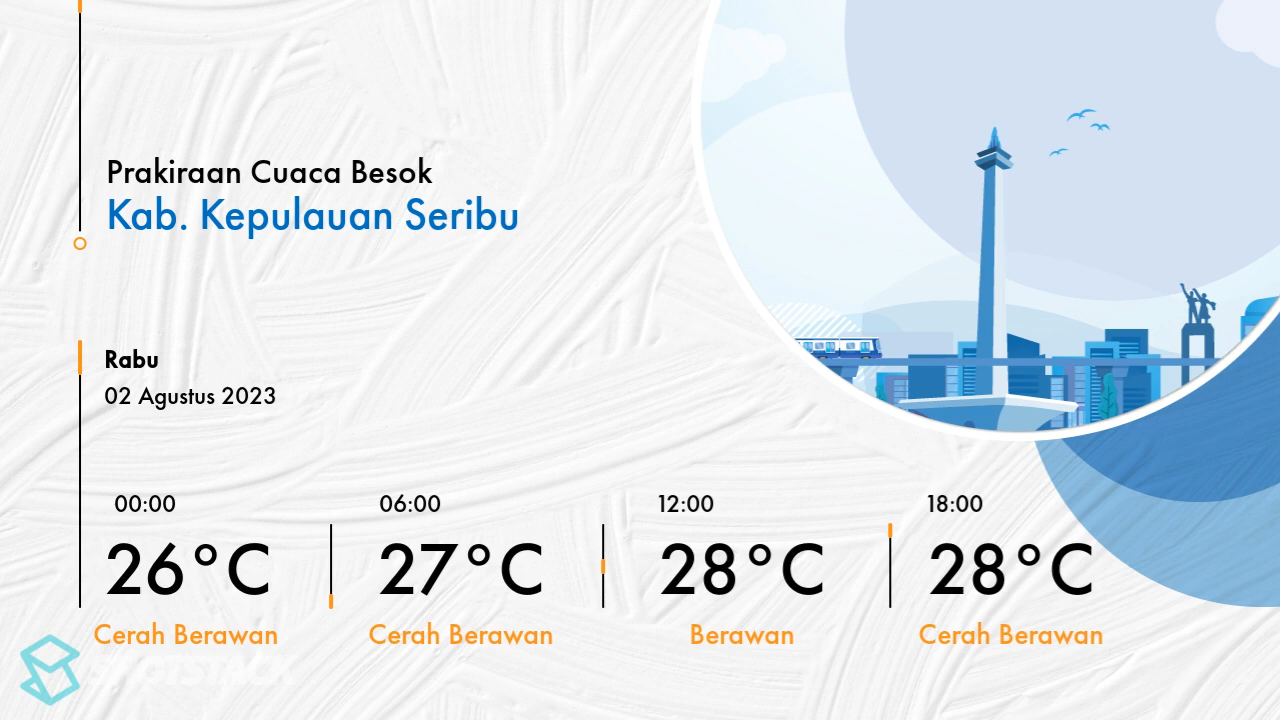 Prakiraan Cuaca Besok
Kab. Kepulauan Seribu
Rabu
02 Agustus 2023
00:00 06:00 12:00 18:00
26°C 27°C 28°C 28°C
Cerah Berawan Cerah Berawan Berawan Cerah Berawan